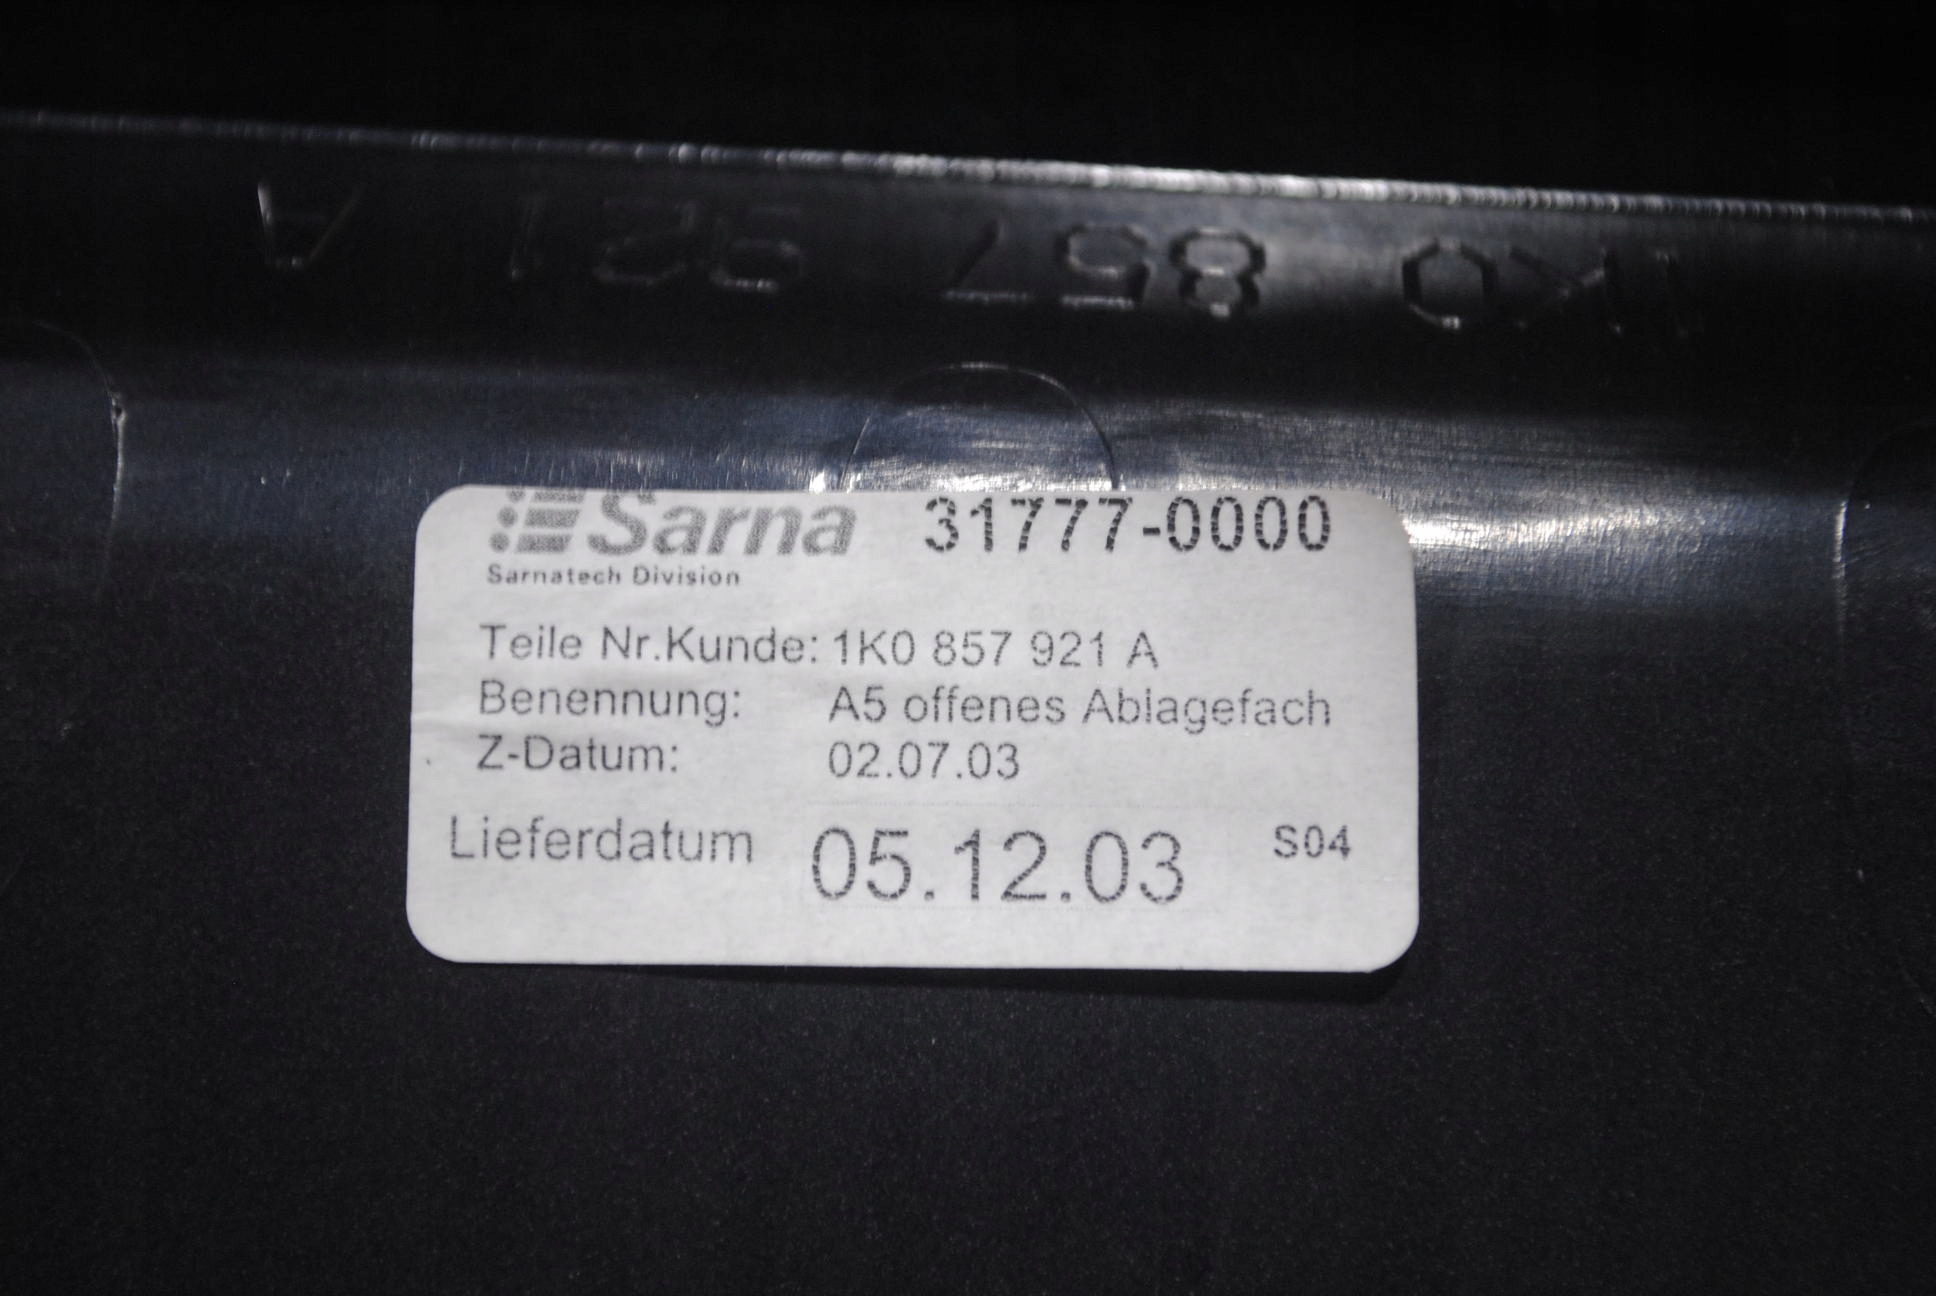 1K0 857 921 A
Sarna 31777-0000
Sarnatech Division
Teile Nr.Kunde: 1K0 857 921 A
Benennung: A5 offenes Ablagefach
Z-Datum: 02.07.03
Lieferdatum 05.12.03 S04